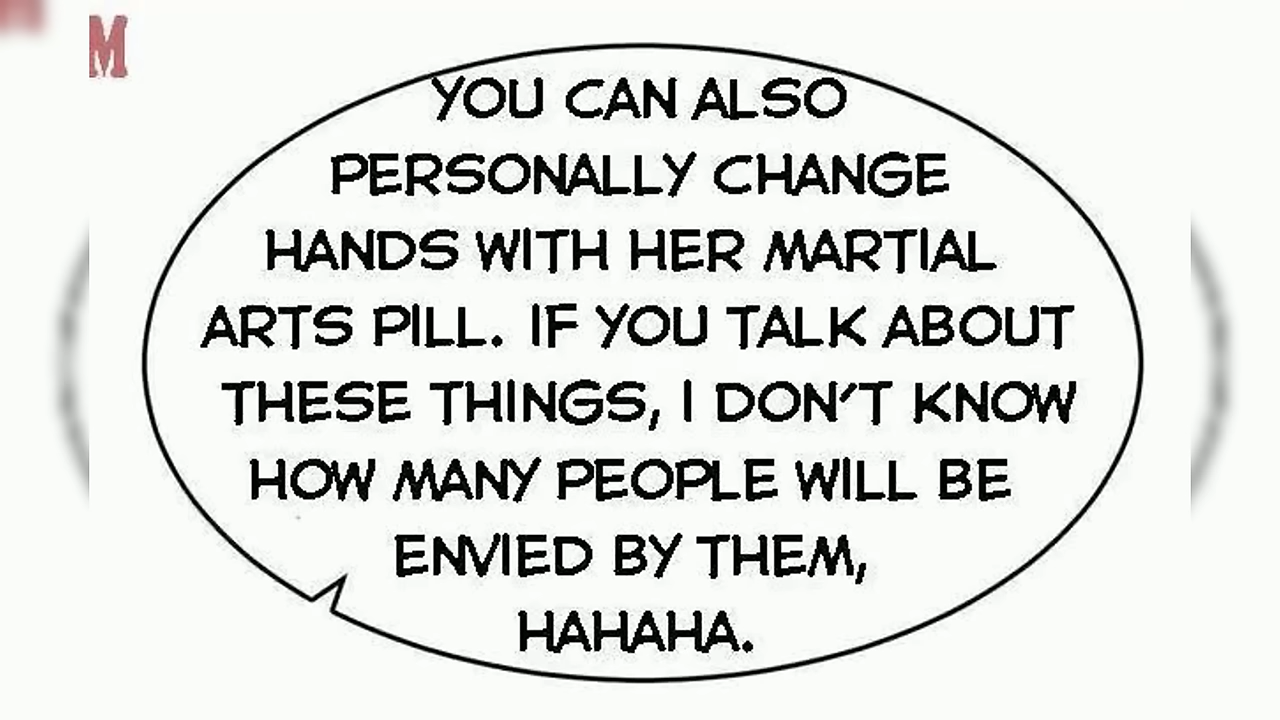 M
YOU CAN ALSO
PERSONALLY CHANGE
HANDS WITH HER MARTIAL
ARTS PILL. IF YOU TALK ABOUT
THESE THINGS, I DON'T KNOW
HOW MANY PEOPLE WILL BE
ENVIED BY THEM,
HAHAHA.